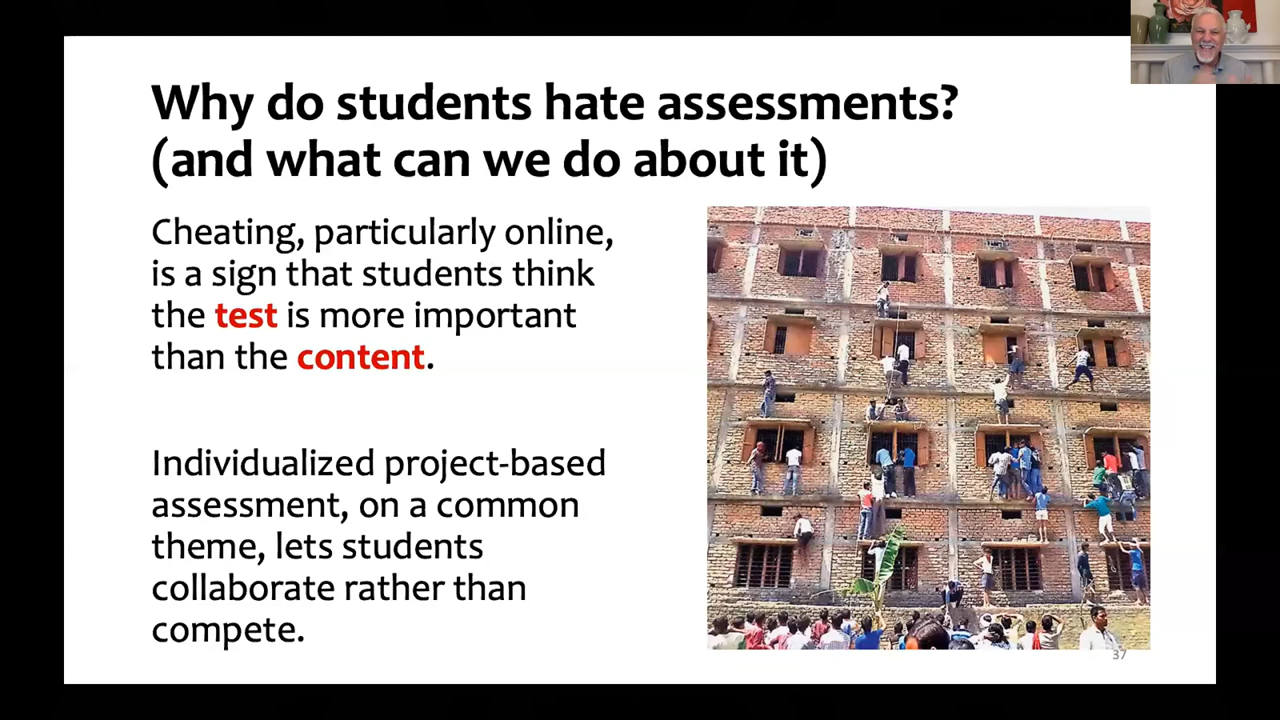 Why do students hate assessments?
(and what can we do about it)
Cheating, particularly online,
is a sign that students think
the test is more important
than the content.
Individualized project-based
assessment, on a common
theme, lets students
collaborate rather than
compete.
37